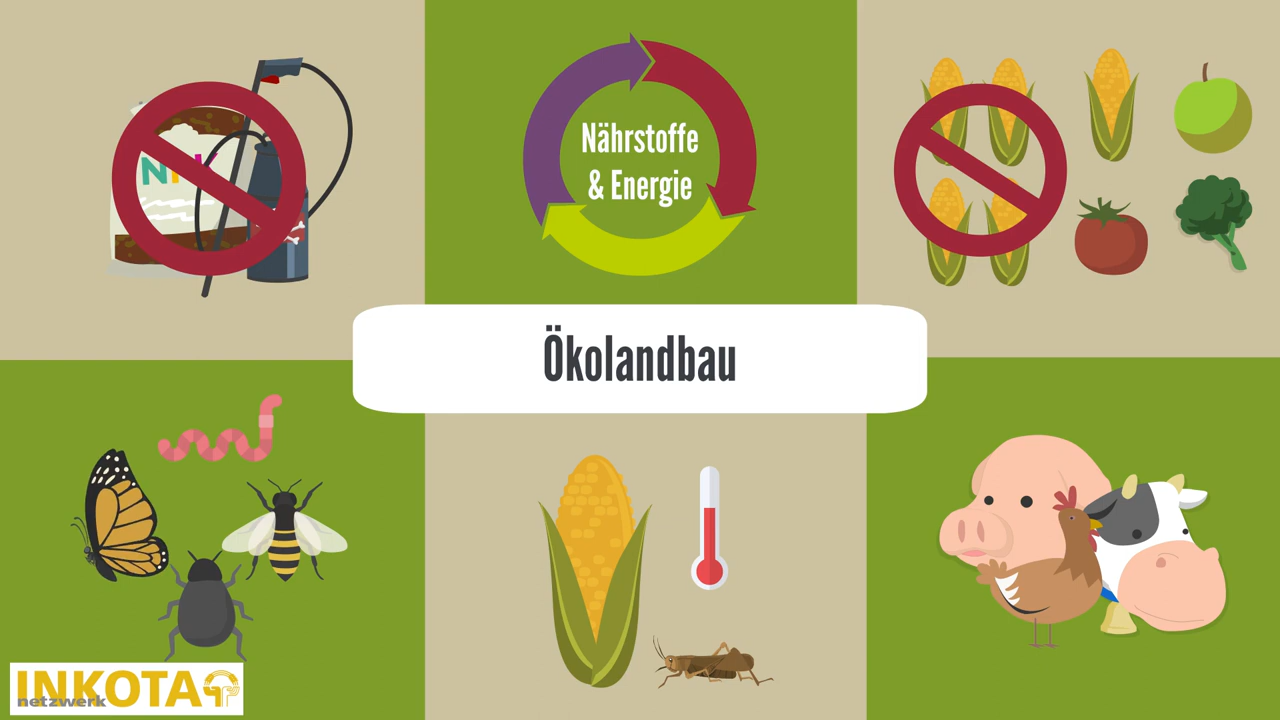 Nährstoffe
& Energie
Ökolandbau
INKOTA
netzwerk